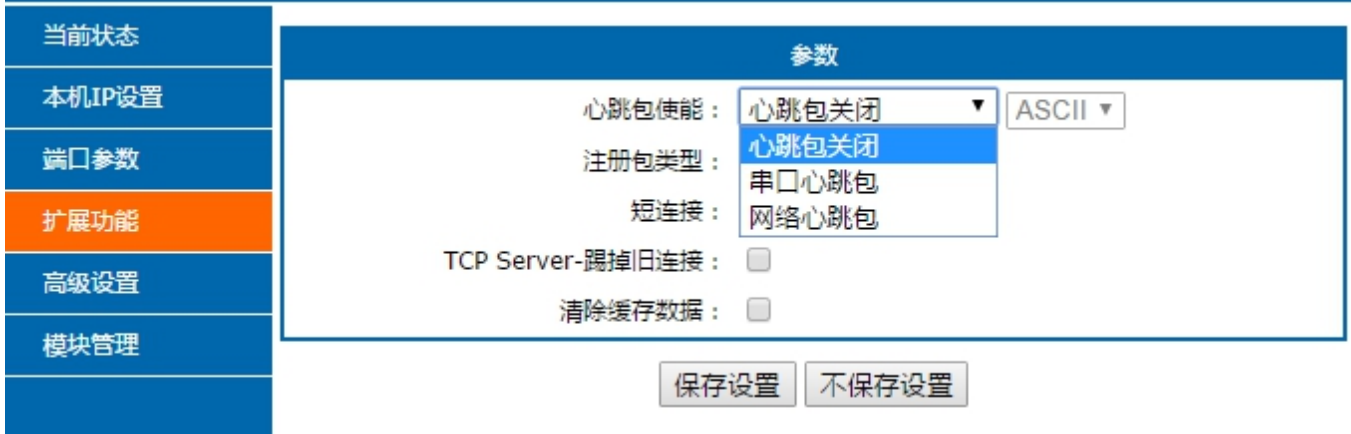 当前状态
本机IP设置
端口参数
扩展功能
高级设置
模块管理
参数
心跳包使能： 心跳包关闭 ASCII
心跳包关闭
串口心跳包
网络心跳包
注册包类型：
短连接：
TCP Server-踢掉旧连接：
清除缓存数据：
保存设置 不保存设置